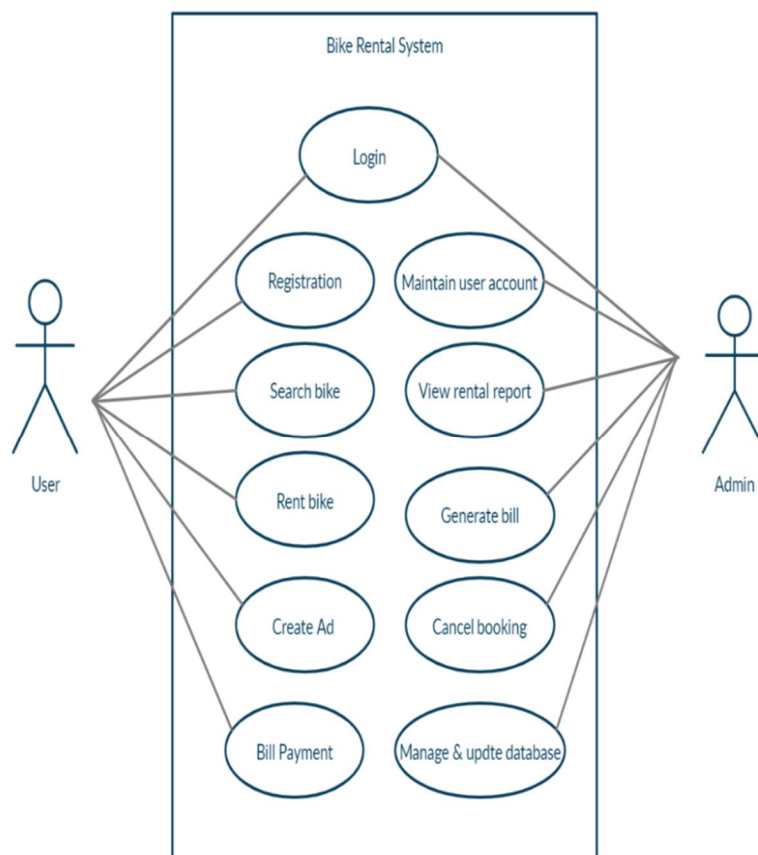 Bike Rental System
Login
Registration
Maintain user account
Search bike
View rental report
User
Admin
Rent bike
Generate bill
Create Ad
Cancel booking
Bill Payment
Manage & updte database